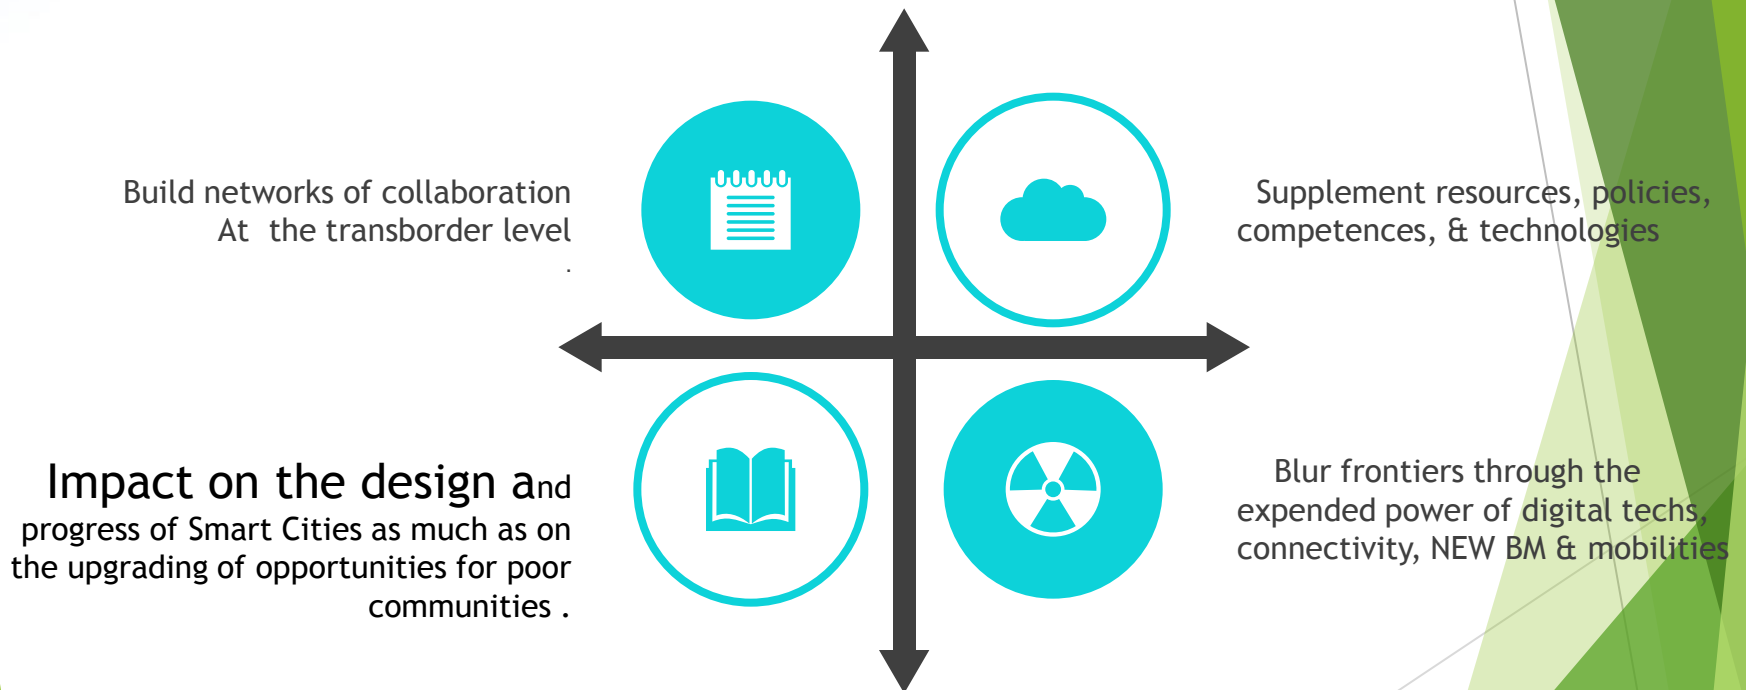 Build networks of collaboration
At the transborder level
.
Supplement resources, policies,
competences, & technologies
Impact on the design and
progress of Smart Cities as much as on
the upgrading of opportunities for poor
communities .
Blur frontiers through the
expended power of digital techs,
connectivity, NEW BM & mobilities